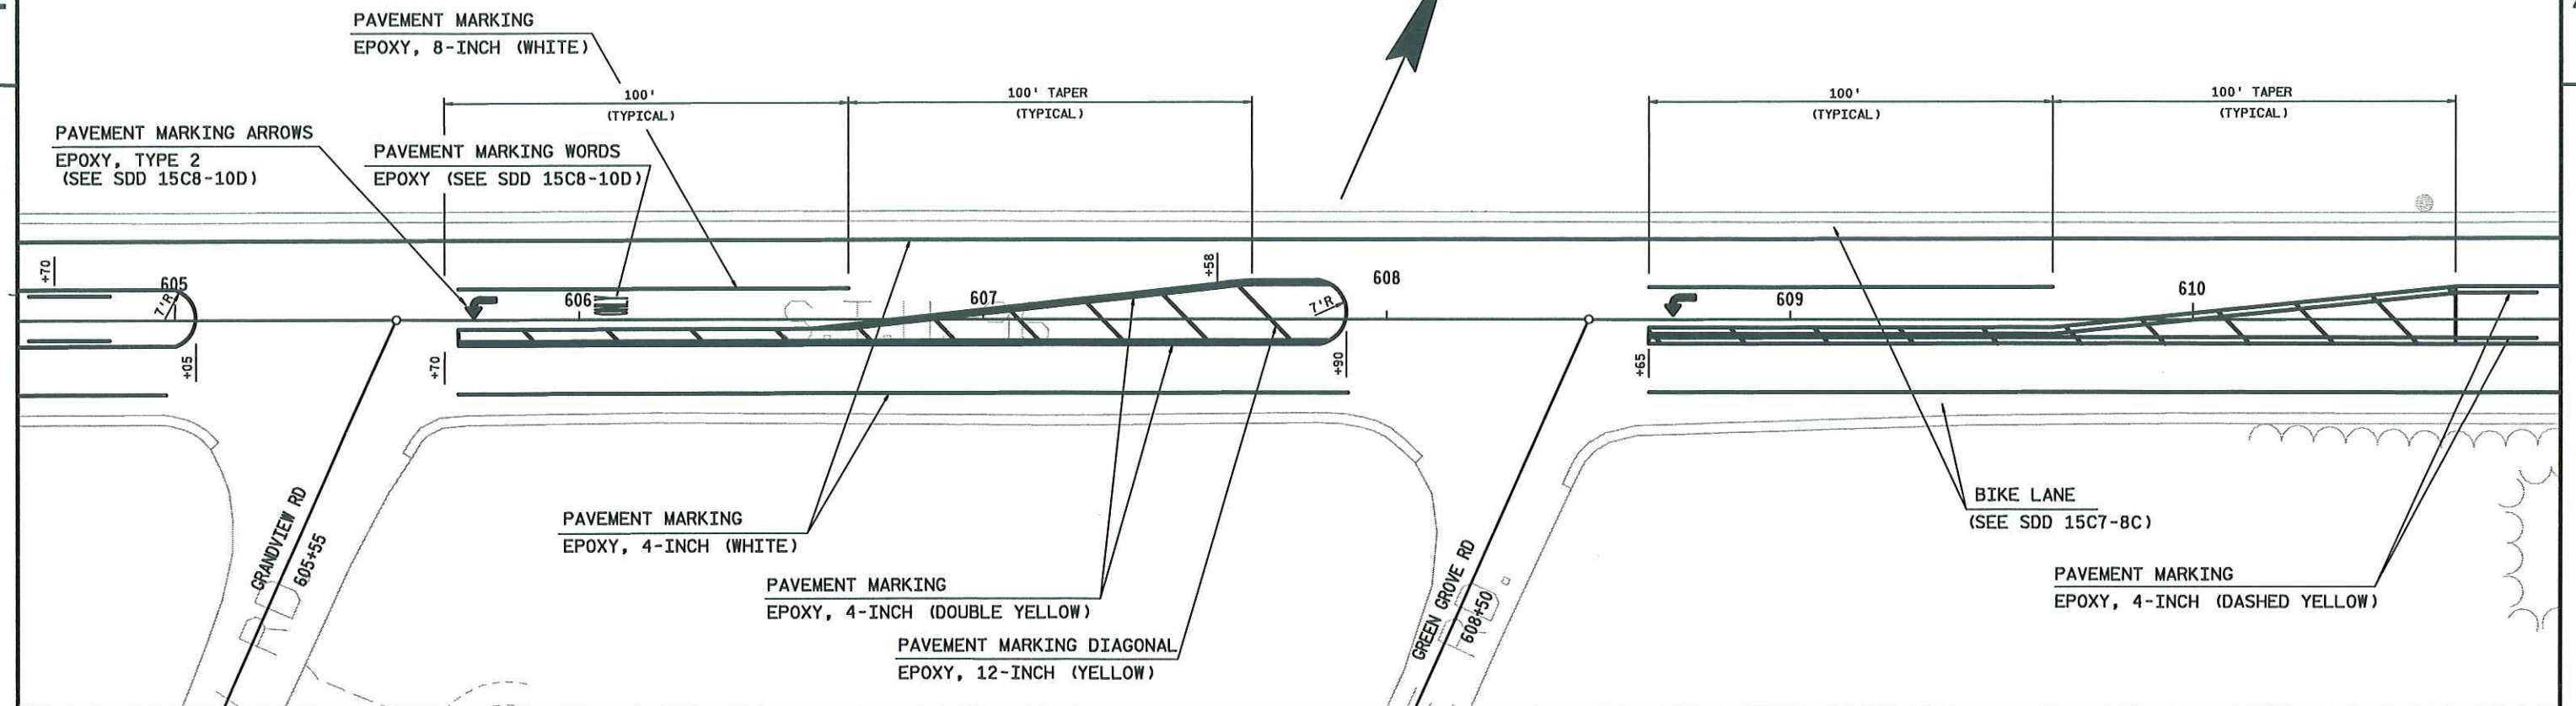 PAVEMENT MARKING
EPOXY, 8-INCH (WHITE)
100'
(TYPICAL)
100' TAPER
(TYPICAL)
100'
(TYPICAL)
100' TAPER
(TYPICAL)
PAVEMENT MARKING ARROWS
EPOXY, TYPE 2
(SEE SDD 15C8-10D)
PAVEMENT MARKING WORDS
EPOXY (SEE SDD 15C8-10D)
+70
605
7'R
+05
606
607
+58
608
7'R
609
610
+70
+90
+65
GRANDVIEW RD
605+55
RD
PAVEMENT MARKING
EPOXY, 4-INCH (WHITE)
PAVEMENT MARKING
EPOXY, 4-INCH (DOUBLE YELLOW)
PAVEMENT MARKING DIAGONAL
EPOXY, 12-INCH (YELLOW)
GREEN GROVE RD
608+50
RD.
BIKE LANE
(SEE SDD 15C7-8C)
PAVEMENT MARKING
EPOXY, 4-INCH (DASHED YELLOW)